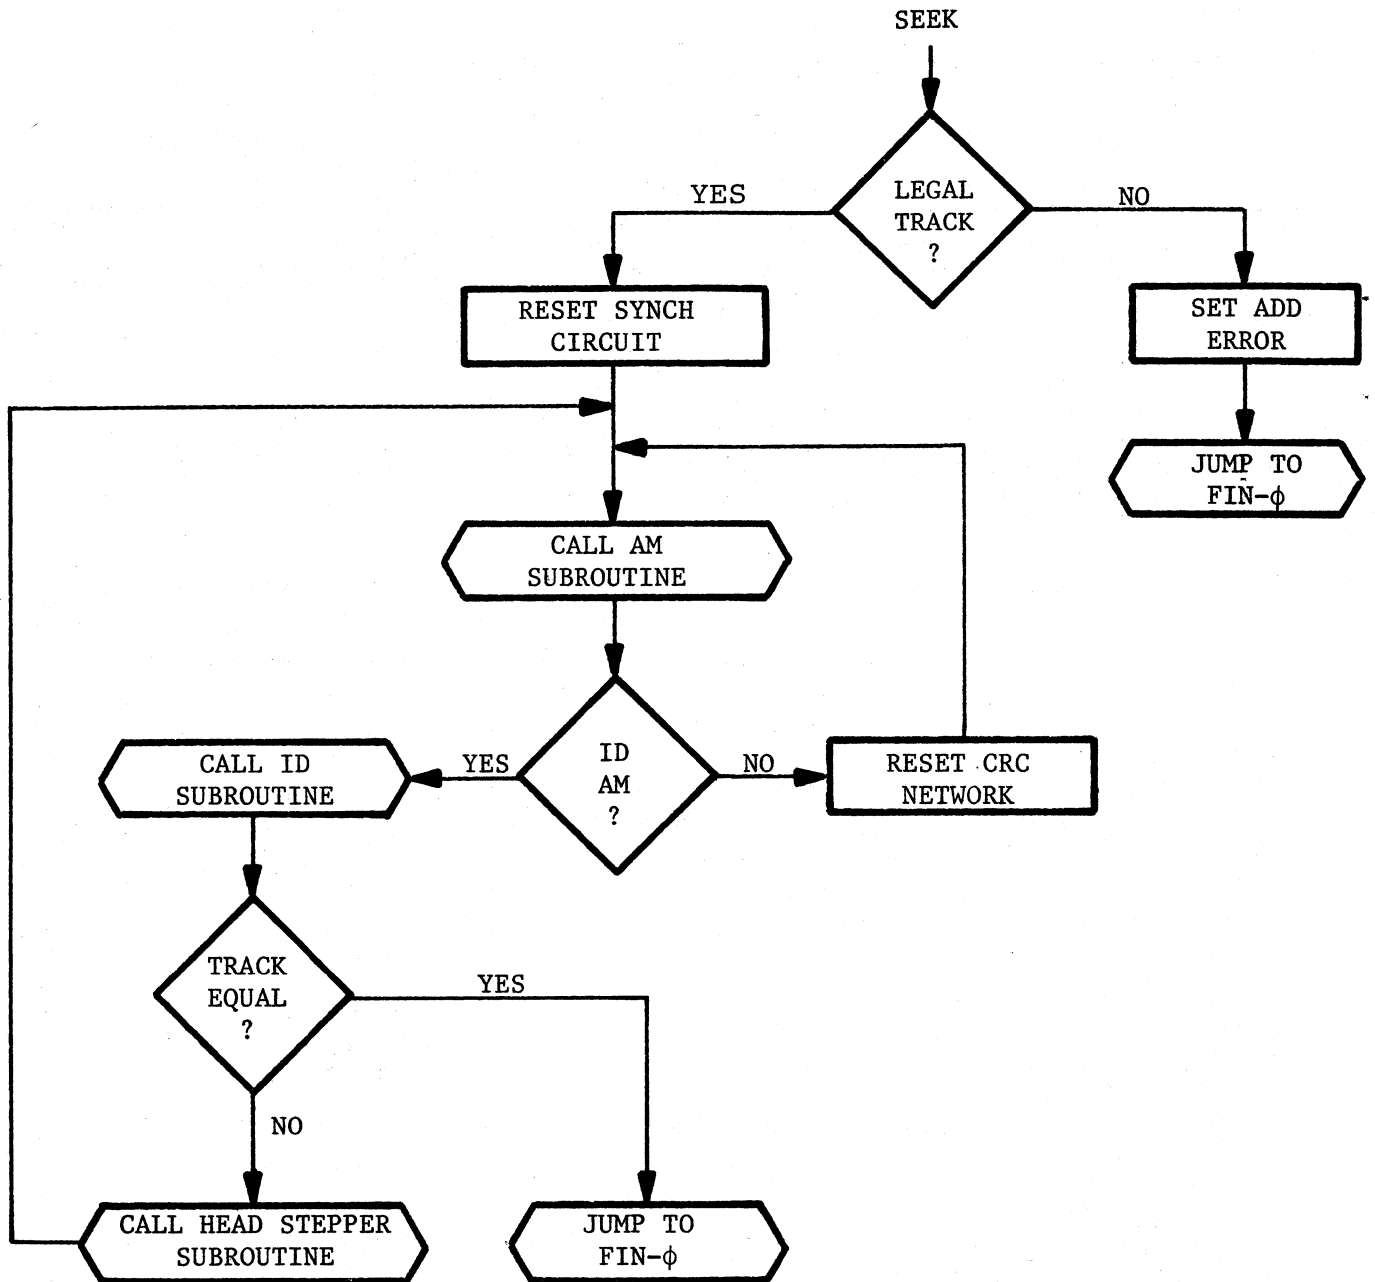 SEEK
LEGAL
TRACK
?
YES
NO
RESET SYNCH
CIRCUIT
SET ADD
ERROR
JUMP TO
FIN-ϕ
CALL AM
SUBROUTINE
ID
AM
?
YES
NO
CALL ID
SUBROUTINE
RESET CRC
NETWORK
TRACK
EQUAL
?
YES
NO
CALL HEAD STEPPER
SUBROUTINE
JUMP TO
FIN-ϕ